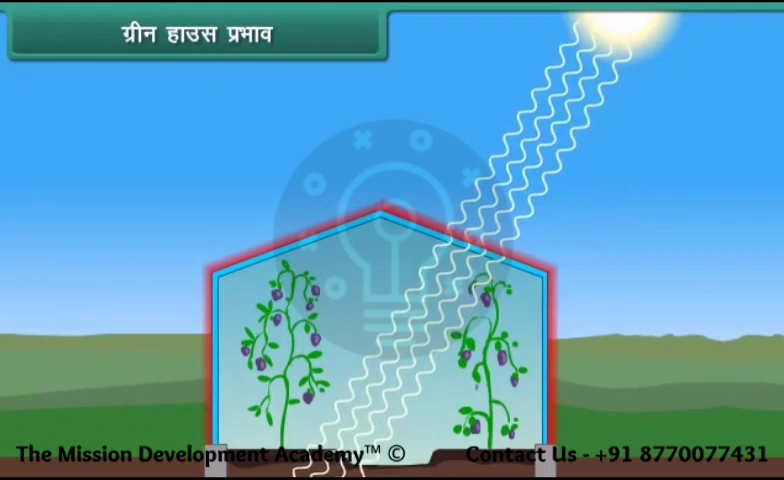 ग्रीन हाउस प्रभाव
The Mission Development Academy™ © Contact Us - +91 8770077431